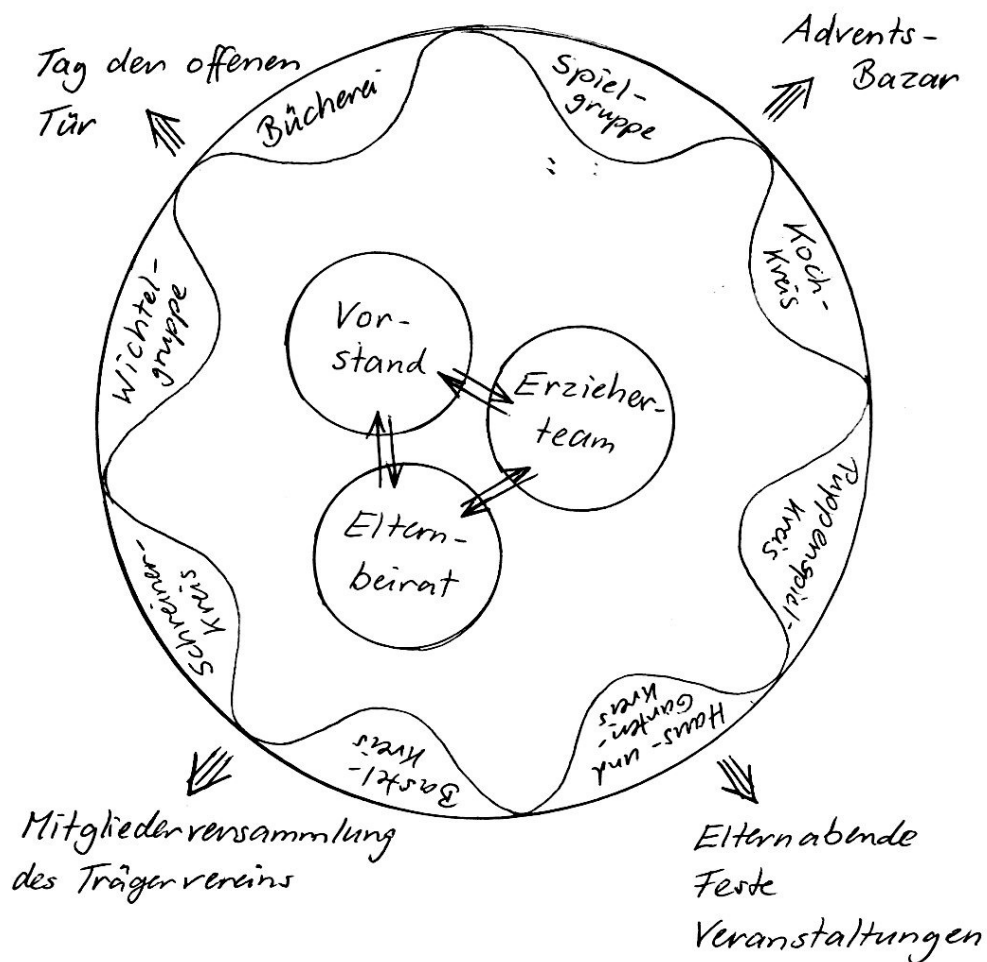 Tag der offenen
Tür
Advents-
Bazar
Bücherei
Spiel-
gruppe
Koch-
Kreis
Puppenspiel-
Kreis
Haus- und
Garten-
Kreis
Bastel-
Kreis
Schreiner-
Kreis
Wichtel-
gruppe
Vor-
stand
Erzieher-
team
Eltern-
beirat
Mitgliederversammlung
des Trägervereins
Elternabende
Feste
Veranstaltungen